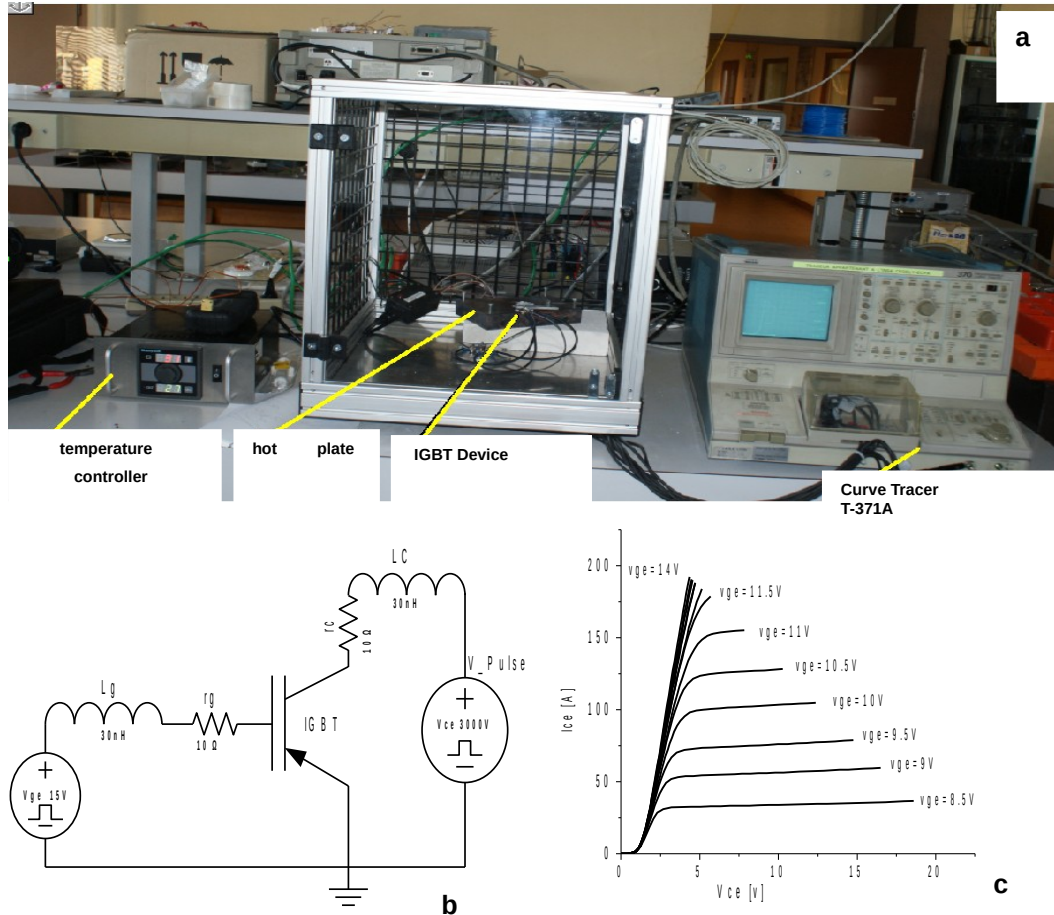 a
temperature
controller
hot plate
IGBT Device
Curve Tracer
T-371A
LC
30nH
rc
10Ω
V_Pulse
Lg
30nH
rg
10Ω
IGBT
Vce 3000V
Vge 15V
b
Ice [A]
200
150
100
50
0
vge=14V
vge=11.5V
vge=11V
vge=10.5V
vge=10V
vge=9.5V
vge=9V
vge=8.5V
0
5
10
15
20
Vce [v]
c